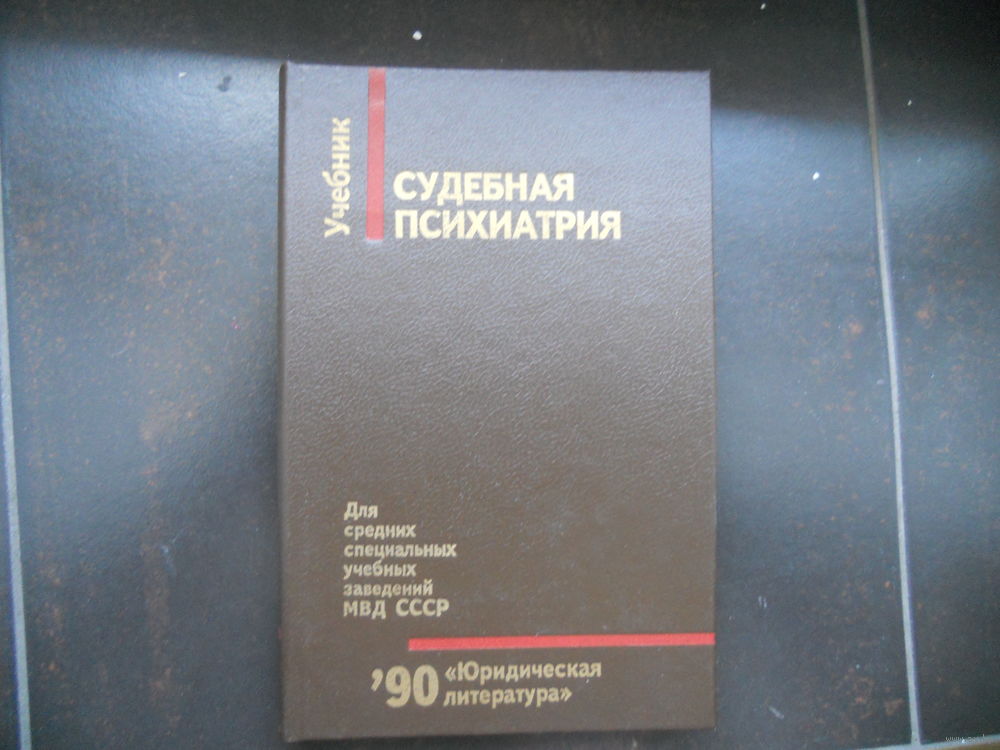 Учебник
СУДЕБНАЯ
ПСИХИАТРИЯ
Для
средних
специальных
учебных
заведений
МВД СССР
’90 «Юридическая
литература»